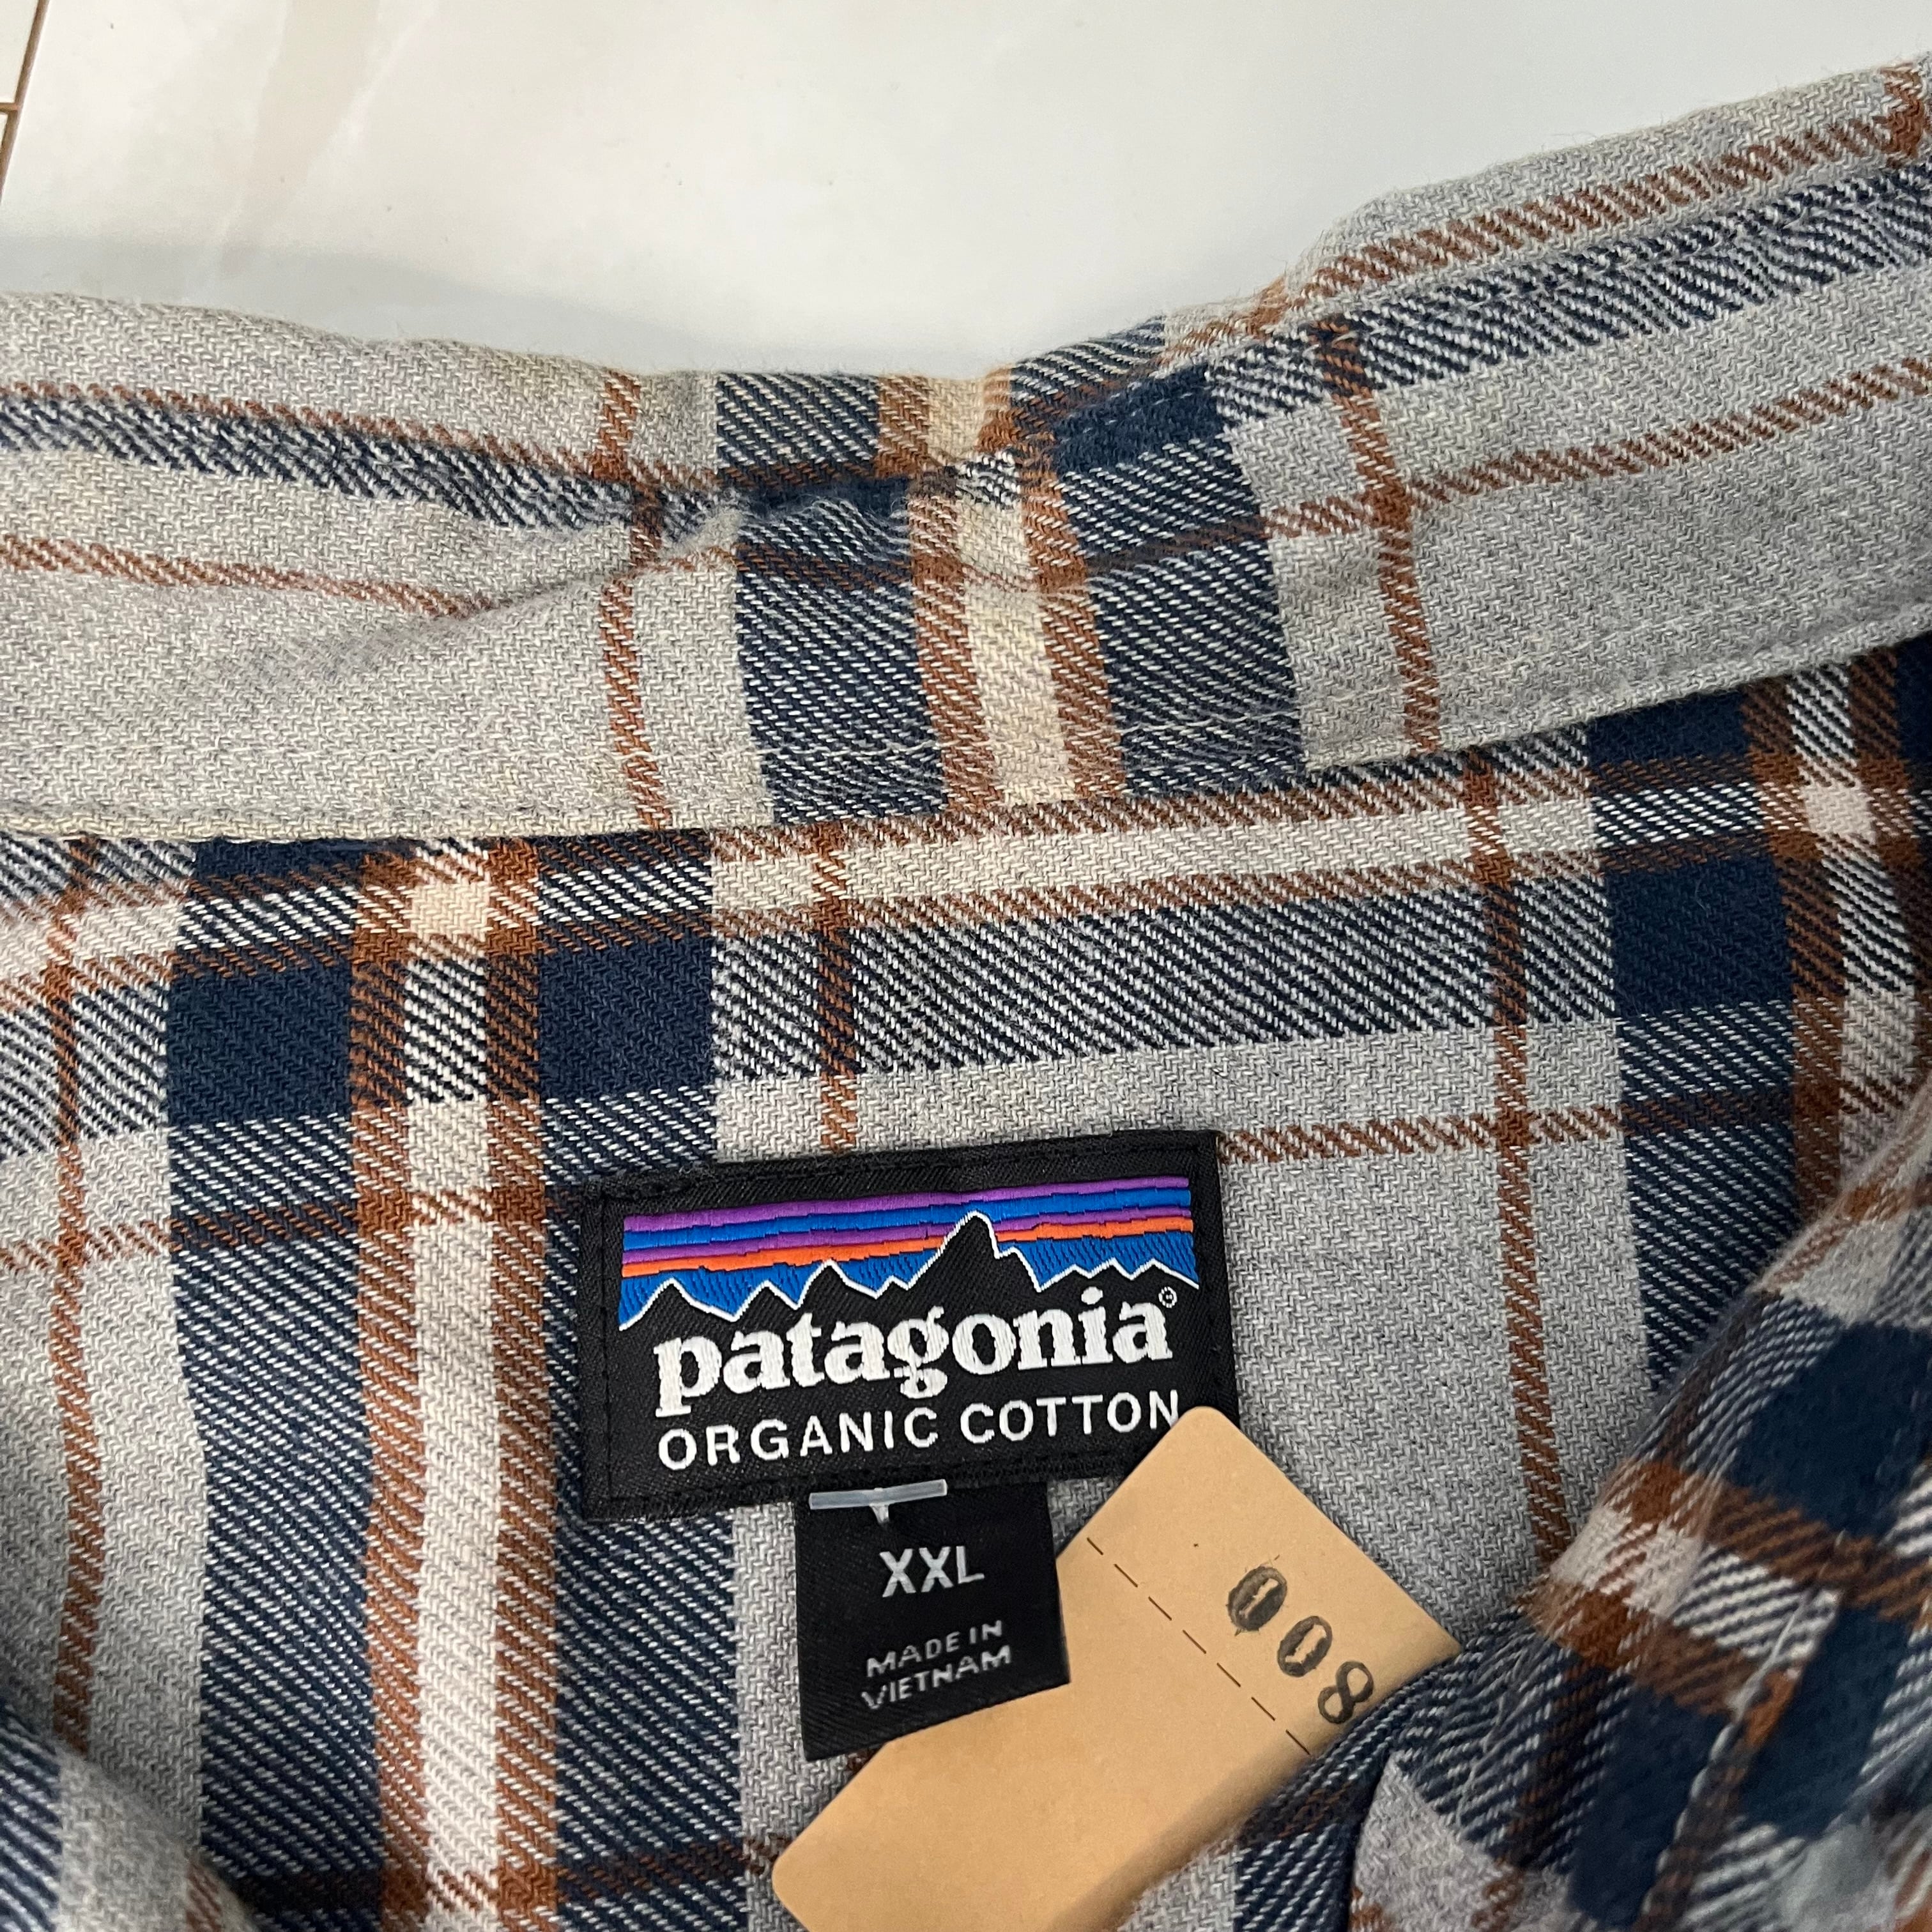 patagonia®
ORGANIC COTTON
XXL
MADE IN
VIETNAM
008